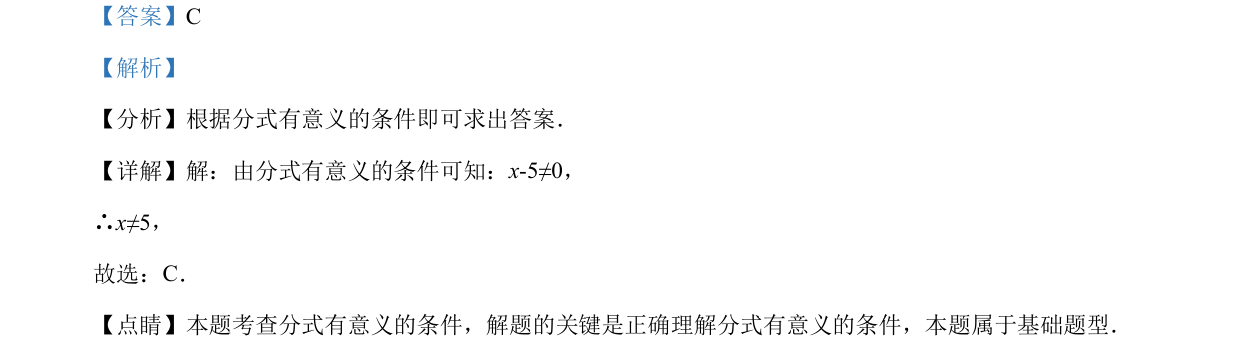 【答案】C
【解析】
【分析】根据分式有意义的条件即可求出答案．
【详解】解：由分式有意义的条件可知：x-5≠0，
∴x≠5，
故选：C．
【点睛】本题考查分式有意义的条件，解题的关键是正确理解分式有意义的条件，本题属于基础题型．